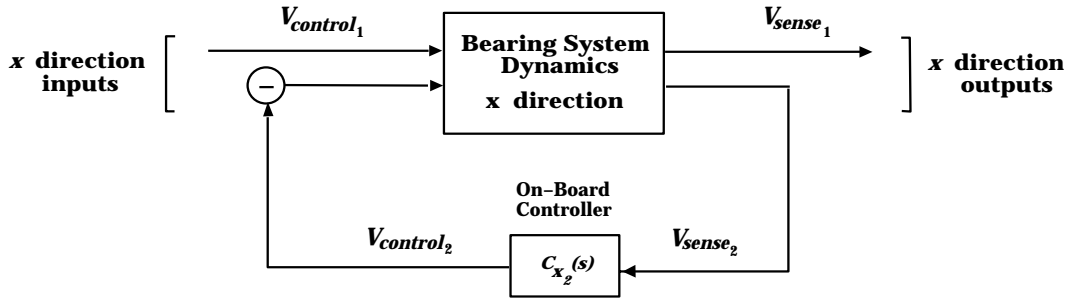 V_control_1
V_sense_1
x direction
inputs
Bearing System
Dynamics
x direction
x direction
outputs
−
On−Board
Controller
V_control_2
C_x_2(s)
V_sense_2